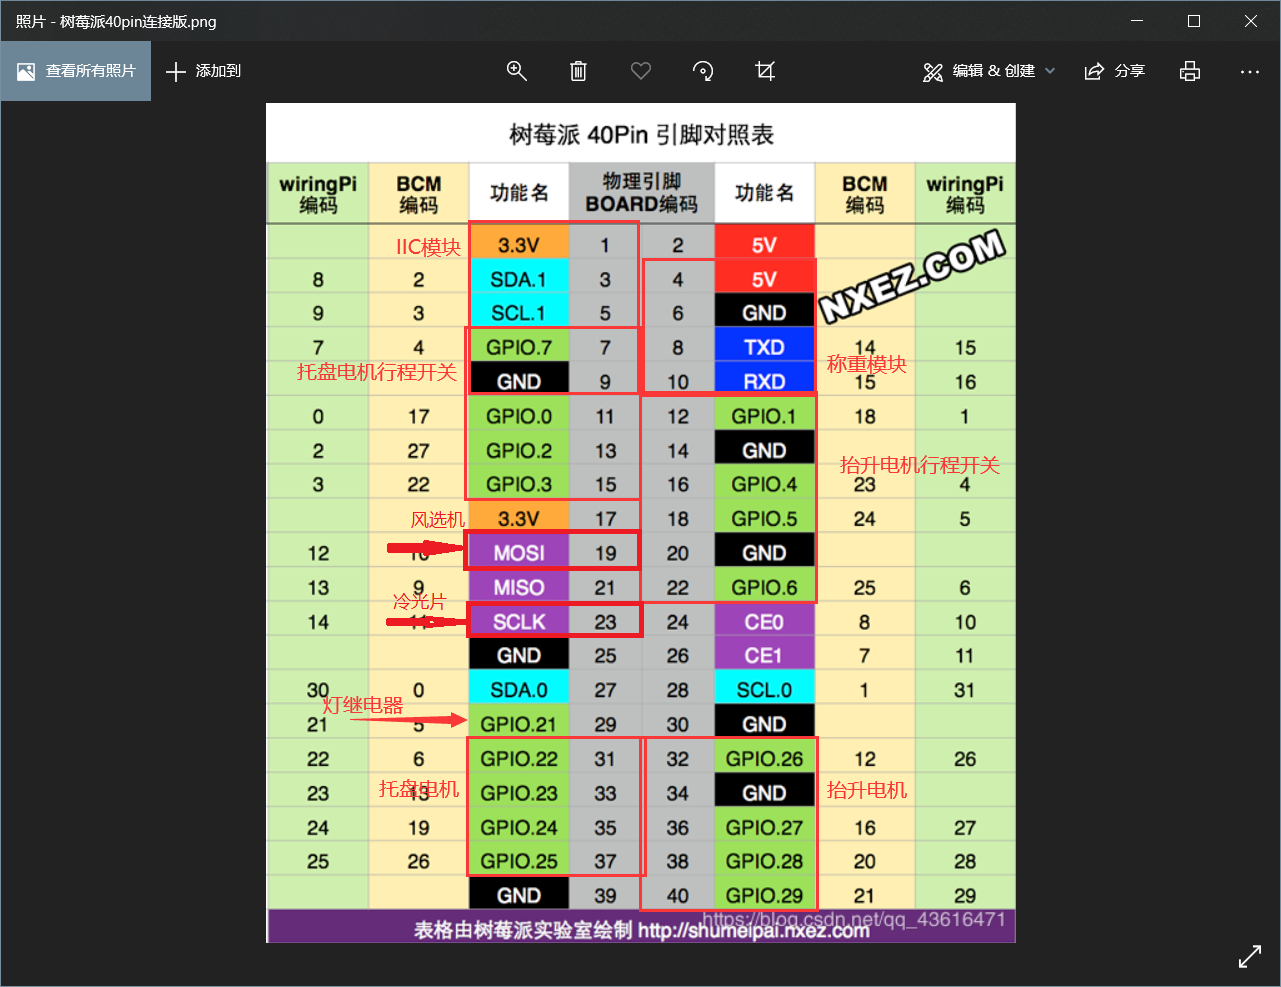 照片 - 树莓派40pin连接版.png
查看所有照片 添加到 编辑 & 创建 分享
树莓派 40Pin 引脚对照表
wiringPi 编码 BCM 编码 功能名 物理引脚 BOARD编码 功能名 BCM 编码 wiringPi 编码
IIC模块 3.3V 1 2 5V
NXEZ.COM
8 2 SDA.1 3 4 5V
9 3 SCL.1 5 6 GND
7 4 GPIO.7 7 8 TXD 14 15
托盘电机行程开关 称重模块
GND 9 10 RXD 15 16
0 17 GPIO.0 11 12 GPIO.1 18 1
2 27 GPIO.2 13 14 GND
抬升电机行程开关
3 22 GPIO.3 15 16 GPIO.4 23 4
风选机 3.3V 17 18 GPIO.5 24 5
12 10 MOSI 19 20 GND
13 9 MISO 21 22 GPIO.6 25 6
冷光片
14 11 SCLK 23 24 CE0 8 10
GND 25 26 CE1 7 11
30 0 SDA.0 27 28 SCL.0 1 31
灯继电器
21 5 GPIO.21 29 30 GND
22 6 GPIO.22 31 32 GPIO.26 12 26
托盘电机 抬升电机
23 13 GPIO.23 33 34 GND
24 19 GPIO.24 35 36 GPIO.27 16 27
25 26 GPIO.25 37 38 GPIO.28 20 28
GND 39 40 GPIO.29 21 29
https://blog.csdn.net/qq_43616471
表格由树莓派实验室绘制 http://shumeipai.nxez.com